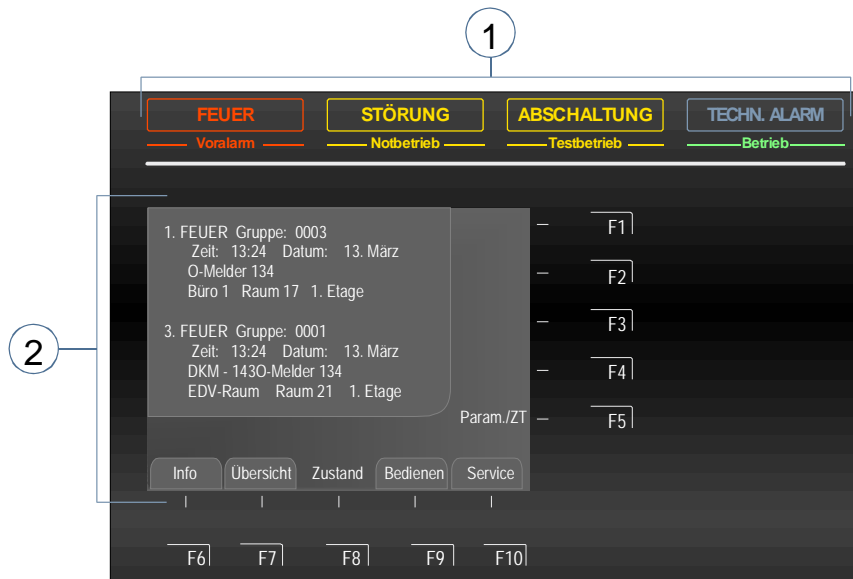 1
FEUER STÖRUNG ABSCHALTUNG TECHN. ALARM
Voralarm Notbetrieb Testbetrieb Betrieb
2
1. FEUER Gruppe: 0003
Zeit: 13:24 Datum: 13. März
O-Melder 134
Büro 1 Raum 17 1. Etage
3. FEUER Gruppe: 0001
Zeit: 13:24 Datum: 13. März
DKM - 143O-Melder 134
EDV-Raum Raum 21 1. Etage
F1
F2
F3
F4
Param./ZT F5
Info Übersicht Zustand Bedienen Service
F6 F7 F8 F9 F10